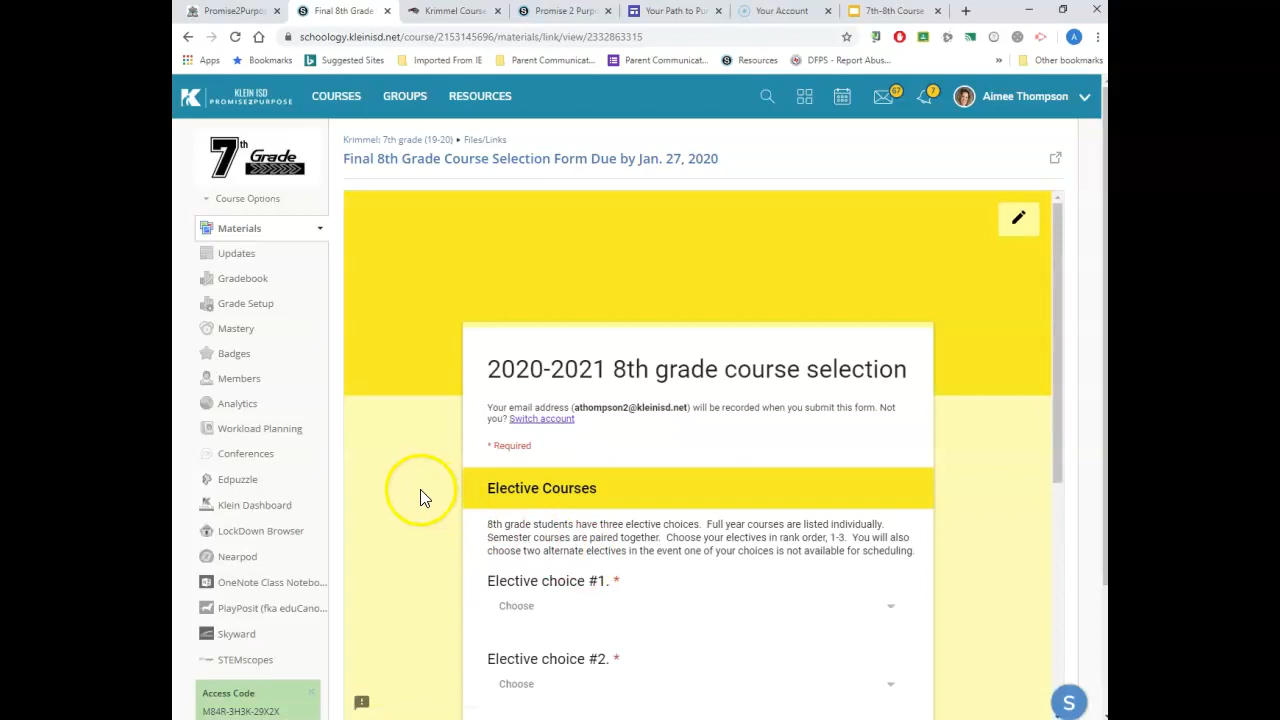 Promise2Purpo
Final 8th Grade
Krimmel Course
Promise 2 Purpo
Your Path to Pu
Your Account
7th-8th Course
schoology.kleinisd.net/course/2153145696/materials/link/view/2332863315
A
Apps
Bookmarks
Suggested Sites
Imported From IE
Parent Communicat...
Parent Communicat...
Resources
DFPS - Report Abus...
»
Other bookmarks
K
KLEIN ISD
PROMISE2PURPOSE
COURSES
GROUPS
RESOURCES
67
7
Aimee Thompson
7th Grade
Krimmel: 7th grade (19-20) ▸ Files/Links
Final 8th Grade Course Selection Form Due by Jan. 27, 2020
Course Options
Materials
Updates
Gradebook
Grade Setup
Mastery
Badges
Members
Analytics
Workload Planning
Conferences
Edpuzzle
Klein Dashboard
LockDown Browser
Nearpod
OneNote Class Notebo...
PlayPosit (fka eduCano...
Skyward
STEMscopes
Access Code
M84R-3H3K-29X2X
2020-2021 8th grade course selection
Your email address (athompson2@kleinisd.net) will be recorded when you submit this form. Not
you? Switch account
* Required
Elective Courses
8th grade students have three elective choices. Full year courses are listed individually.
Semester courses are paired together. Choose your electives in rank order, 1-3. You will also
choose two alternate electives in the event one of your choices is not available for scheduling.
Elective choice #1. *
Choose
Elective choice #2. *
Choose
S